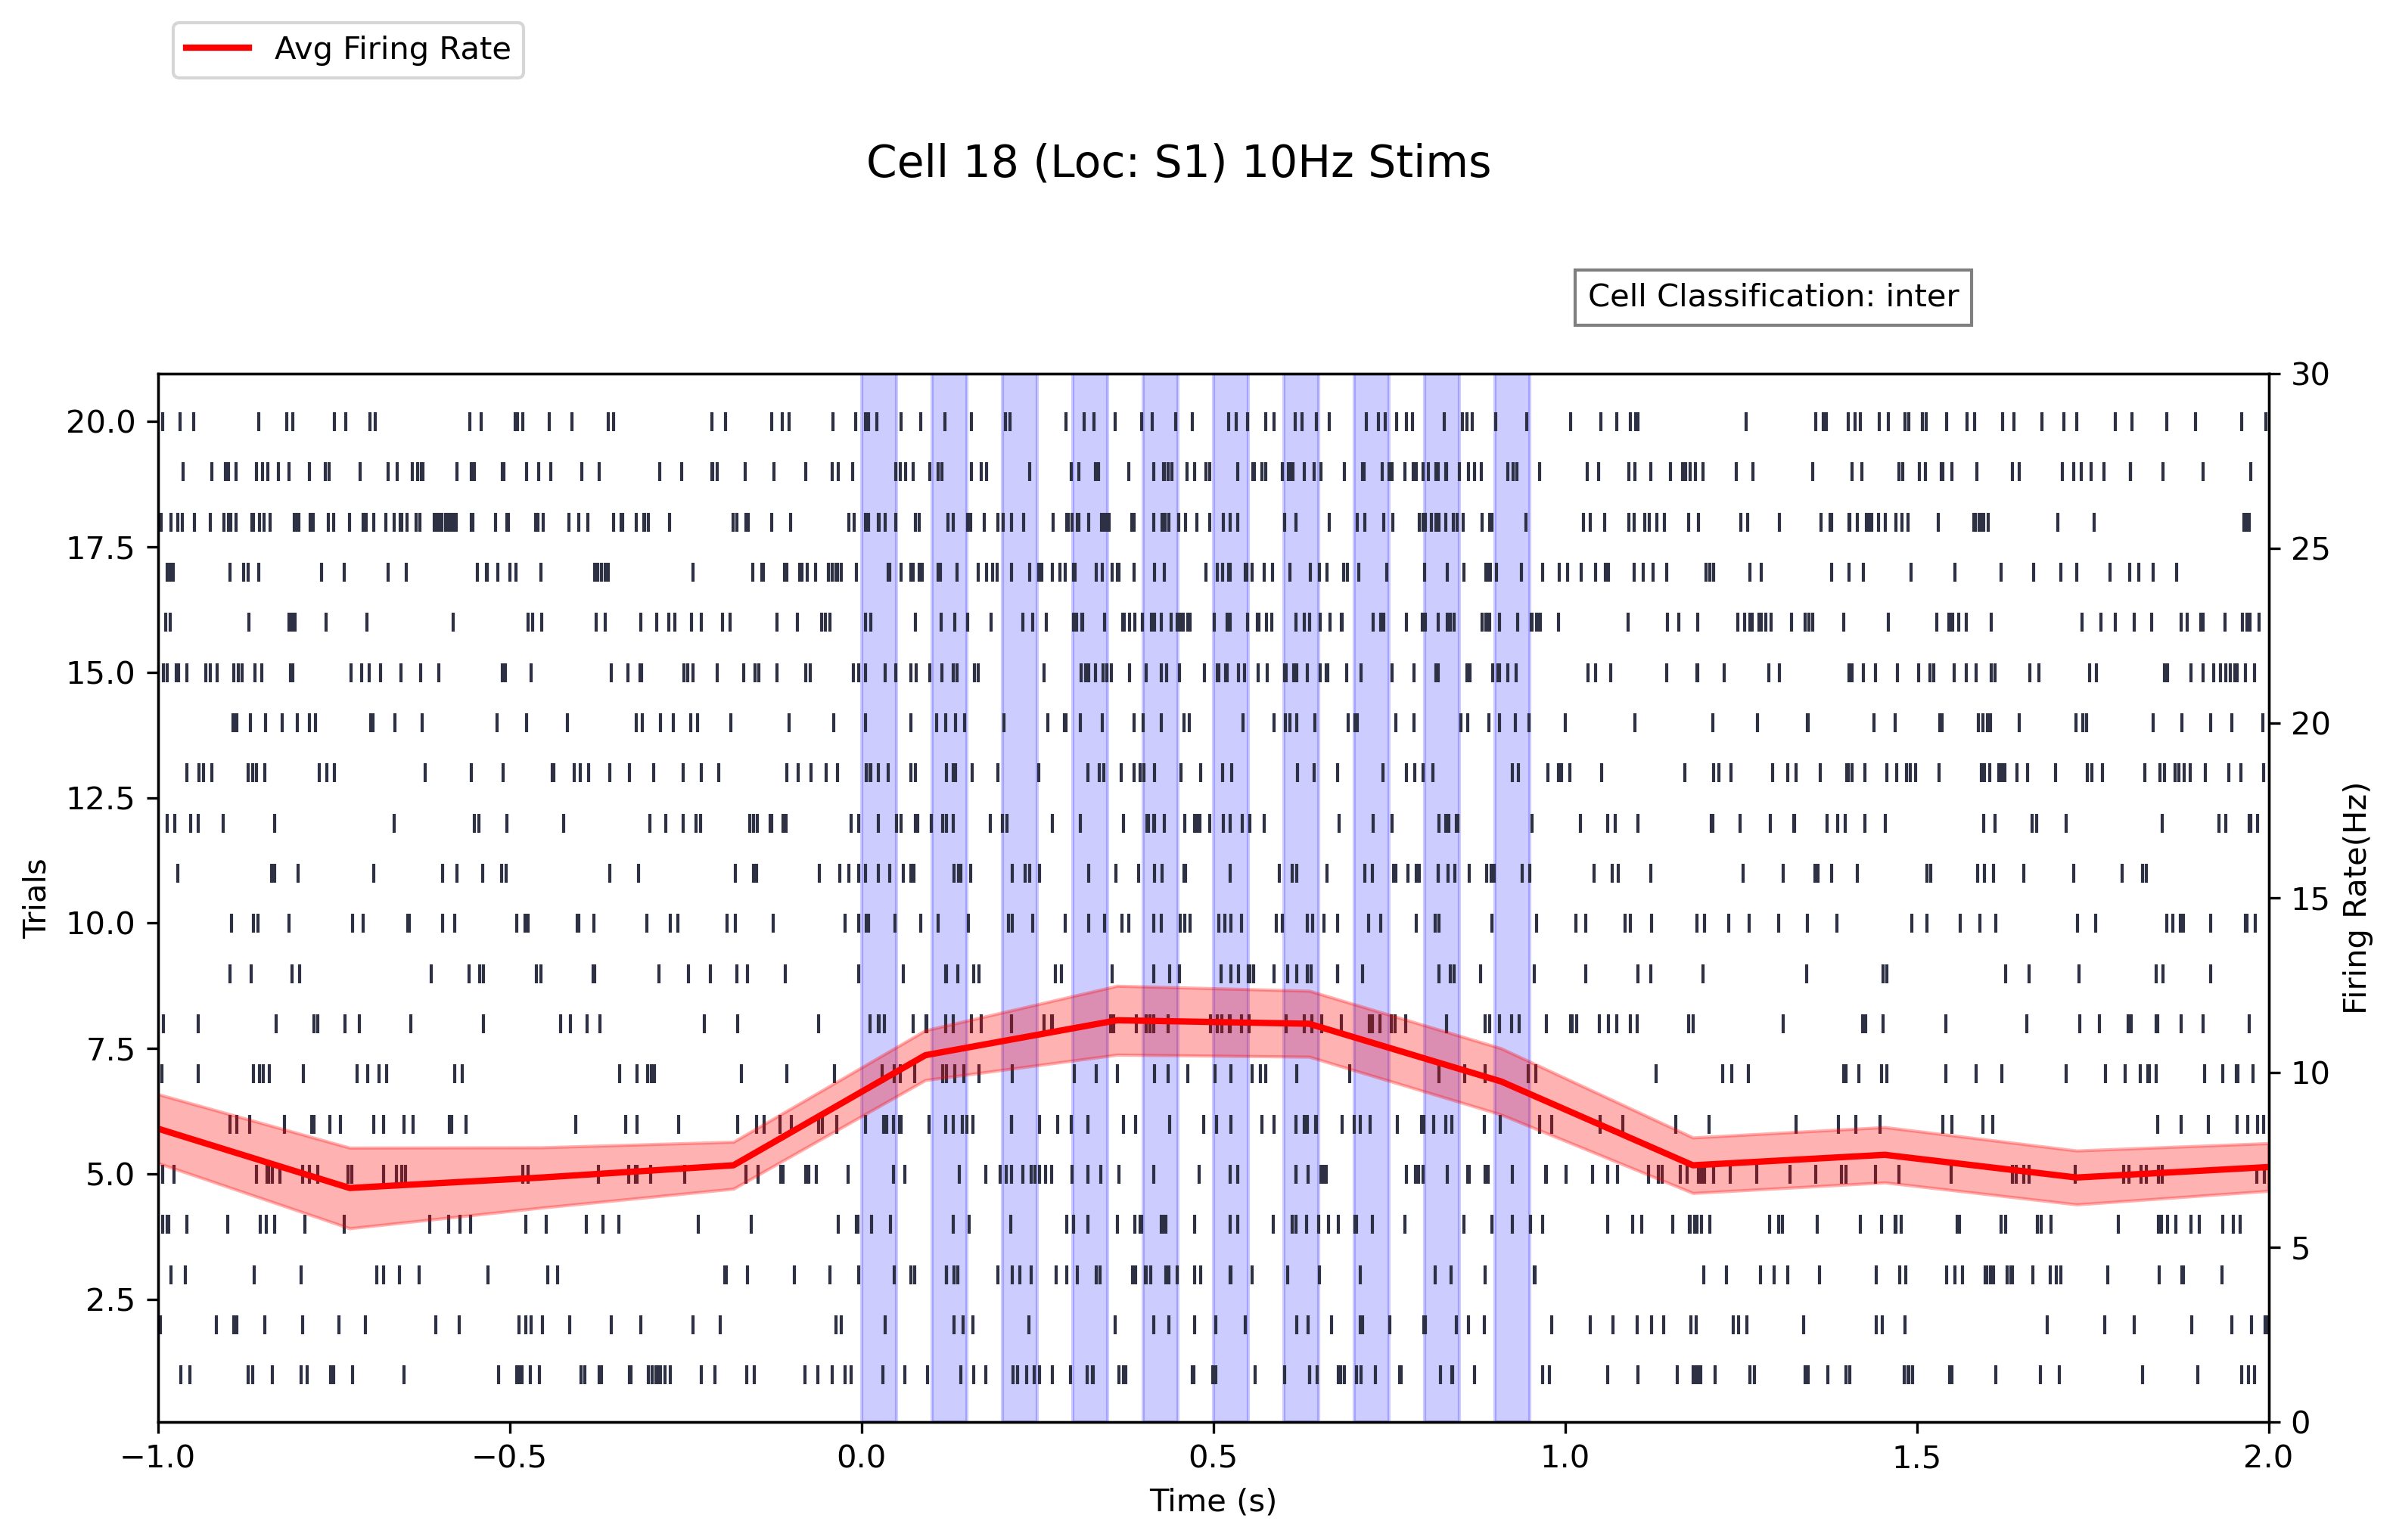 Avg Firing Rate
Cell 18 (Loc: S1) 10Hz Stims
Cell Classification: inter
20.0
17.5
15.0
12.5
10.0
7.5
5.0
2.5
Trials
30
25
20
15
10
5
0
Firing Rate(Hz)
−1.0 −0.5 0.0 0.5 1.0 1.5 2.0
Time (s)